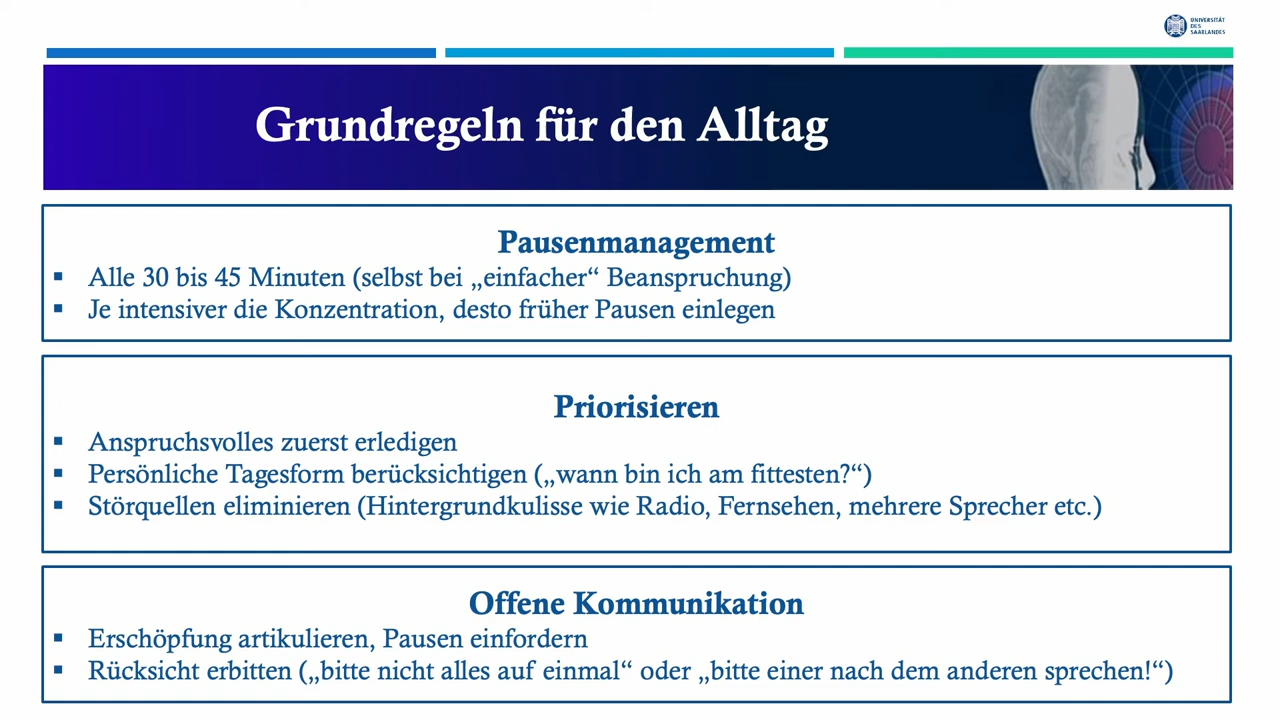 UNIVERSITÄT
DES
SAARLANDES
Grundregeln für den Alltag
Pausenmanagement
▪ Alle 30 bis 45 Minuten (selbst bei „einfacher“ Beanspruchung)
▪ Je intensiver die Konzentration, desto früher Pausen einlegen
Priorisieren
▪ Anspruchsvolles zuerst erledigen
▪ Persönliche Tagesform berücksichtigen („wann bin ich am fittesten?“)
▪ Störquellen eliminieren (Hintergrundkulisse wie Radio, Fernsehen, mehrere Sprecher etc.)
Offene Kommunikation
▪ Erschöpfung artikulieren, Pausen einfordern
▪ Rücksicht erbitten („bitte nicht alles auf einmal“ oder „bitte einer nach dem anderen sprechen!“)